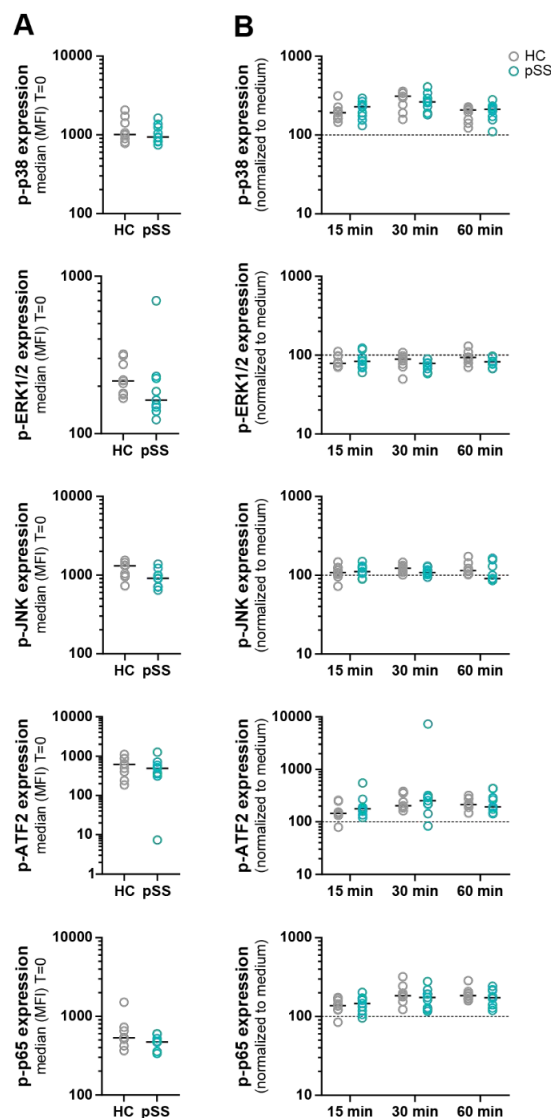 A
B
HC
pSS
p-p38 expression
median (MFI) T=0
10000
1000
100
HC pSS
p-p38 expression
(normalized to medium)
1000
100
10
15 min 30 min 60 min
p-ERK1/2 expression
median (MFI) T=0
1000
100
HC pSS
p-ERK1/2 expression
(normalized to medium)
1000
100
10
15 min 30 min 60 min
p-JNK expression
median (MFI) T=0
10000
1000
100
HC pSS
p-JNK expression
(normalized to medium)
1000
100
10
15 min 30 min 60 min
p-ATF2 expression
median (MFI) T=0
10000
1000
100
10
1
HC pSS
p-ATF2 expression
(normalized to medium)
10000
1000
100
10
15 min 30 min 60 min
p-p65 expression
median (MFI) T=0
10000
1000
100
HC pSS
p-p65 expression
(normalized to medium)
1000
100
10
15 min 30 min 60 min